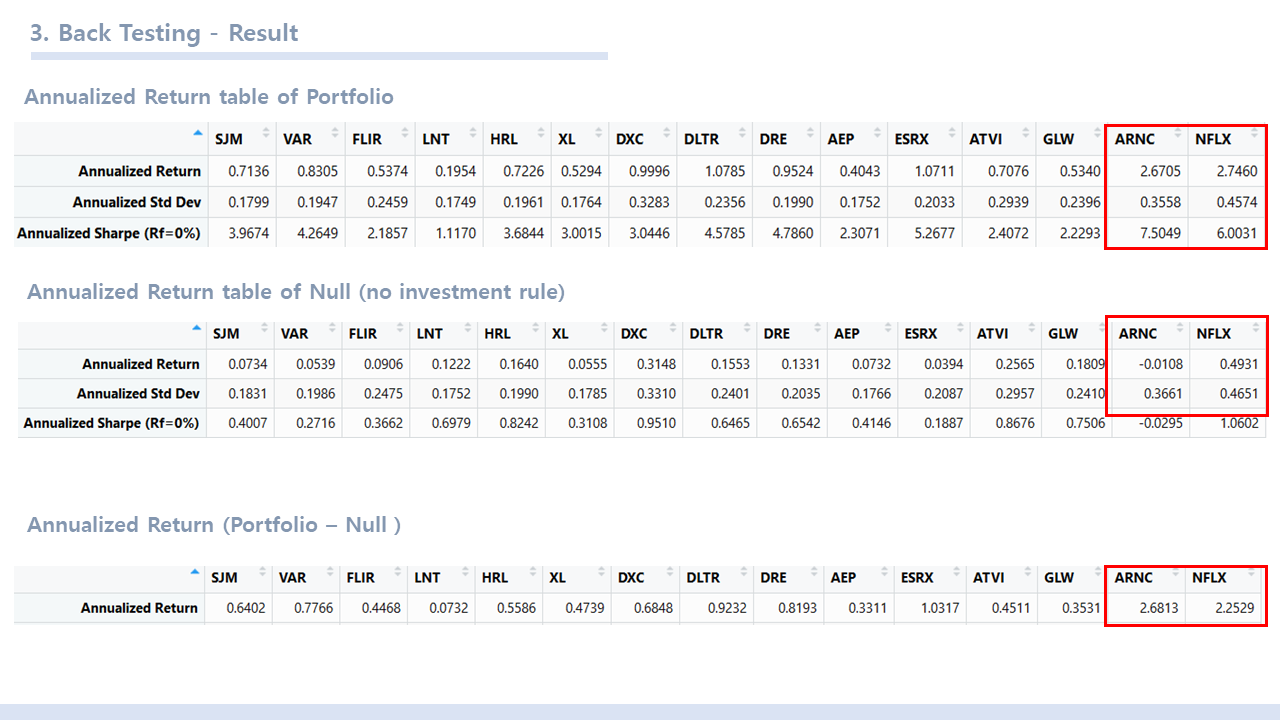 3. Back Testing - Result
Annualized Return table of Portfolio
SJM VAR FLIR LNT HRL XL DXC DLTR DRE AEP ESRX ATVI GLW ARNC NFLX
Annualized Return 0.7136 0.8305 0.5374 0.1954 0.7226 0.5294 0.9996 1.0785 0.9524 0.4043 1.0711 0.7076 0.5340 2.6705 2.7460
Annualized Std Dev 0.1799 0.1947 0.2459 0.1749 0.1961 0.1764 0.3283 0.2356 0.1990 0.1752 0.2033 0.2939 0.2396 0.3558 0.4574
Annualized Sharpe (Rf=0%) 3.9674 4.2649 2.1857 1.1170 3.6844 3.0015 3.0446 4.5785 4.7860 2.3071 5.2677 2.4072 2.2293 7.5049 6.0031
Annualized Return table of Null (no investment rule)
SJM VAR FLIR LNT HRL XL DXC DLTR DRE AEP ESRX ATVI GLW ARNC NFLX
Annualized Return 0.0734 0.0539 0.0906 0.1222 0.1640 0.0555 0.3148 0.1553 0.1331 0.0732 0.0394 0.2565 0.1809 -0.0108 0.4931
Annualized Std Dev 0.1831 0.1986 0.2475 0.1752 0.1990 0.1785 0.3310 0.2401 0.2035 0.1766 0.2087 0.2957 0.2410 0.3661 0.4651
Annualized Sharpe (Rf=0%) 0.4007 0.2716 0.3662 0.6979 0.8242 0.3108 0.9510 0.6465 0.6542 0.4146 0.1887 0.8676 0.7506 -0.0295 1.0602
Annualized Return (Portfolio – Null )
SJM VAR FLIR LNT HRL XL DXC DLTR DRE AEP ESRX ATVI GLW ARNC NFLX
Annualized Return 0.6402 0.7766 0.4468 0.0732 0.5586 0.4739 0.6848 0.9232 0.8193 0.3311 1.0317 0.4511 0.3531 2.6813 2.2529